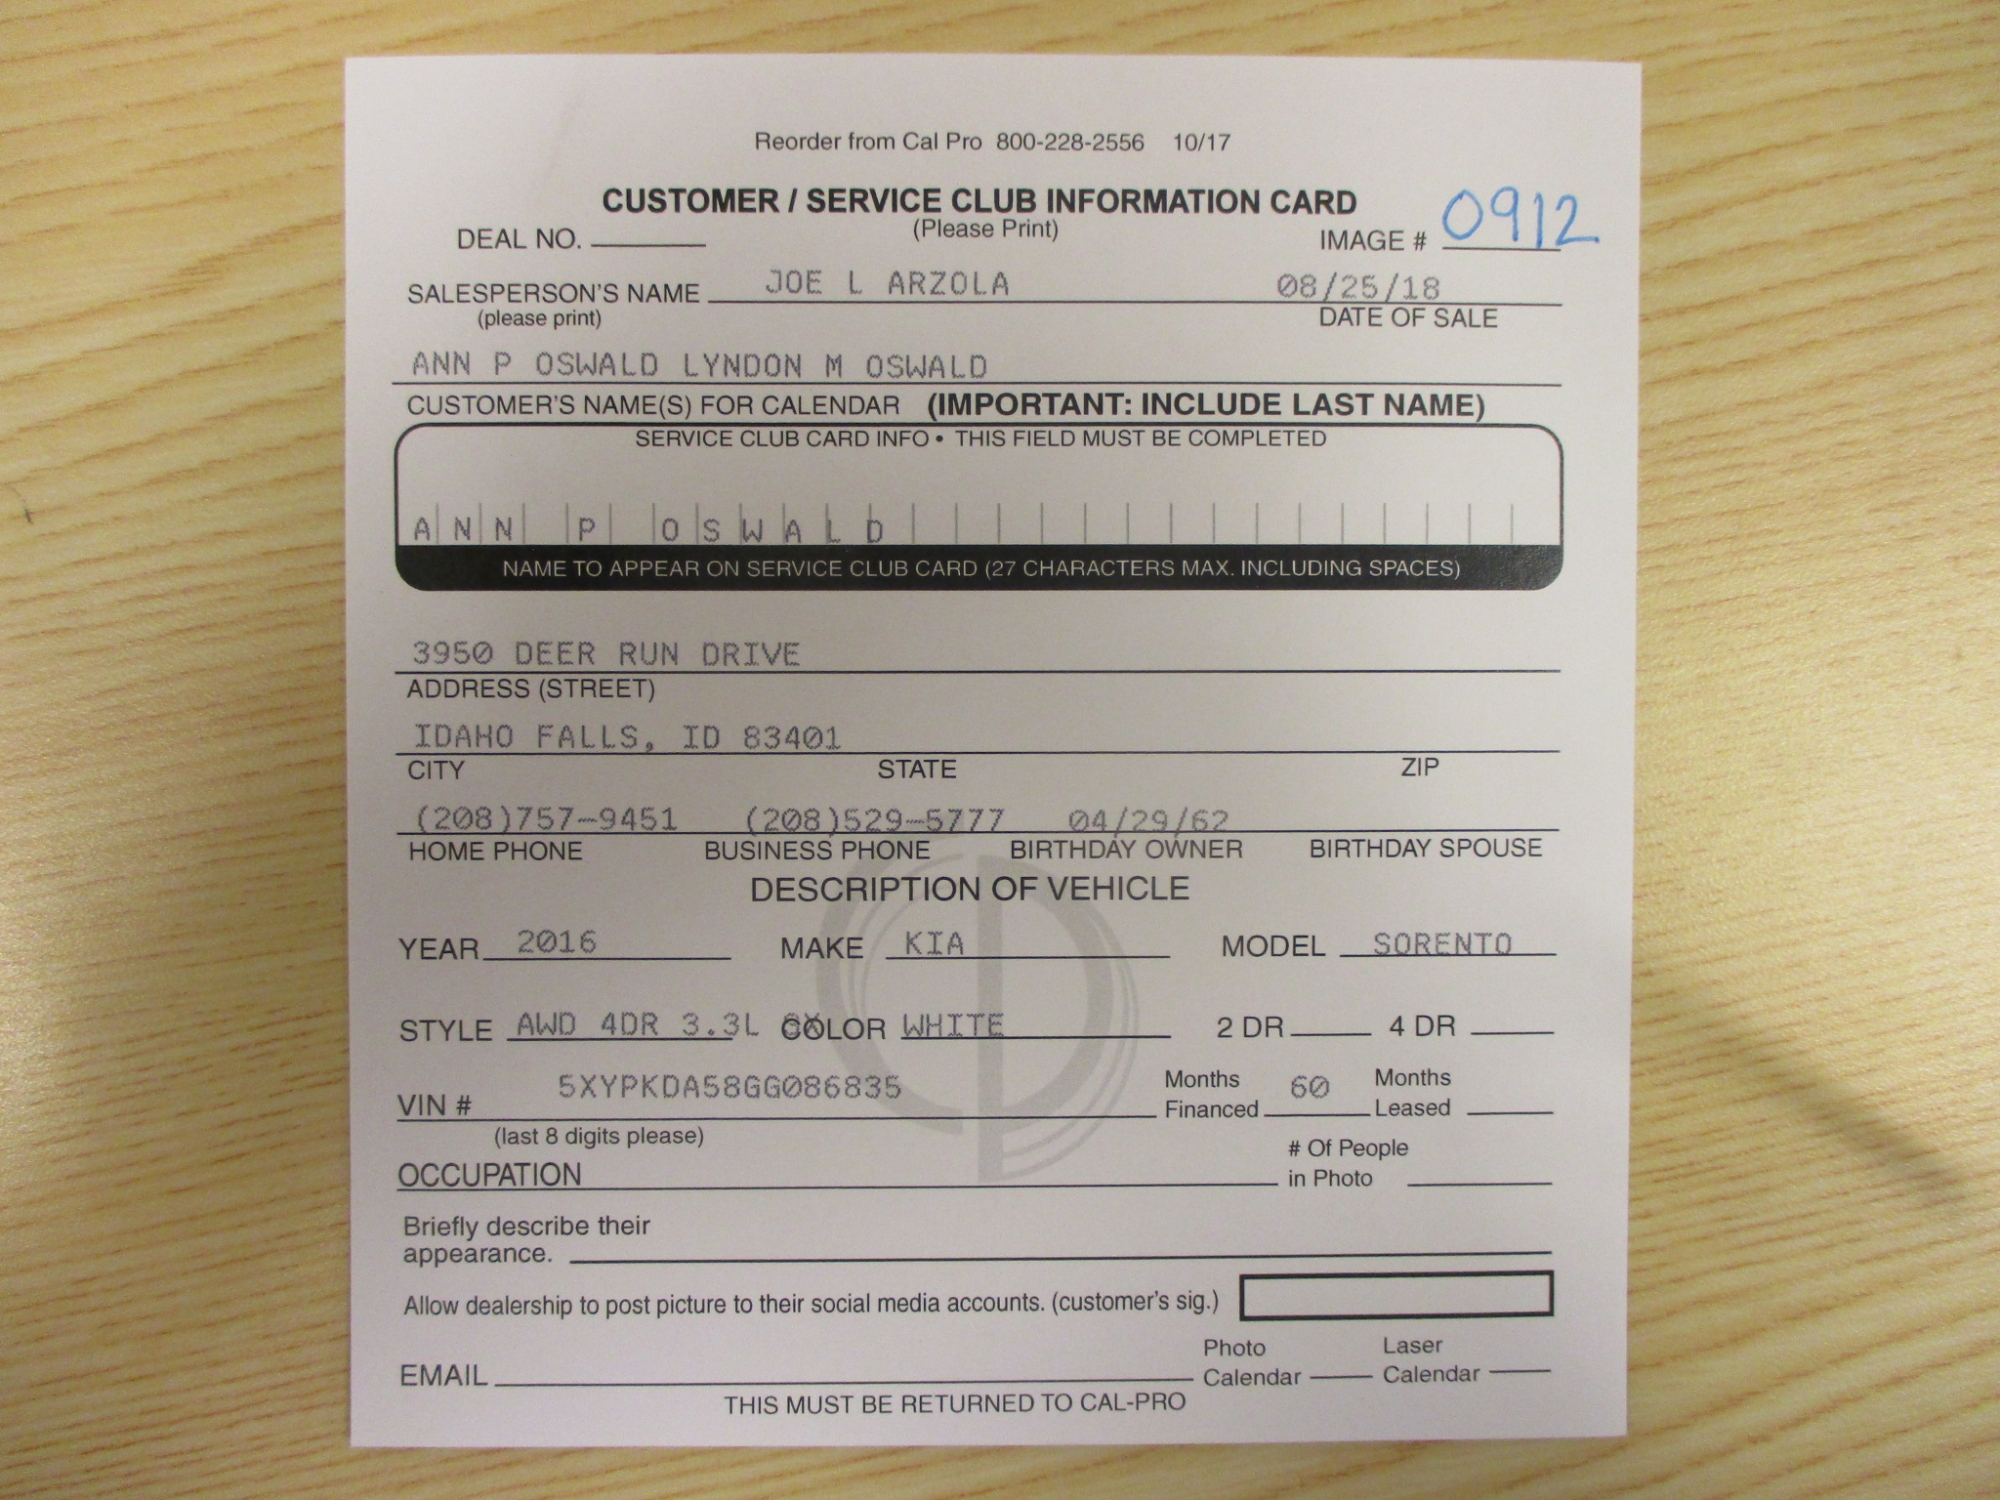 Reorder from Cal Pro 800-228-2556 10/17
CUSTOMER / SERVICE CLUB INFORMATION CARD
(Please Print)
DEAL NO. IMAGE # 0912
SALESPERSON'S NAME JOE L ARZOLA 08/25/18
(please print) DATE OF SALE
ANN P OSWALD LYNDON M OSWALD
CUSTOMER'S NAME(S) FOR CALENDAR (IMPORTANT: INCLUDE LAST NAME)
SERVICE CLUB CARD INFO • THIS FIELD MUST BE COMPLETED
ANN P OSWALD
NAME TO APPEAR ON SERVICE CLUB CARD (27 CHARACTERS MAX. INCLUDING SPACES)
3950 DEER RUN DRIVE
ADDRESS (STREET)
IDAHO FALLS, ID 83401
CITY STATE ZIP
(208)757-9451 (208)529-5777 04/29/62
HOME PHONE BUSINESS PHONE BIRTHDAY OWNER BIRTHDAY SPOUSE
DESCRIPTION OF VEHICLE
YEAR 2016 MAKE KIA MODEL SORENTO
STYLE AWD 4DR 3.3L COLOR WHITE 2 DR 4 DR
VIN # 5XYPKDA58GG086835 Months Financed 60 Months Leased
(last 8 digits please)
OCCUPATION # Of People in Photo
Briefly describe their
appearance.
Allow dealership to post picture to their social media accounts. (customer's sig.)
EMAIL Photo Calendar Laser Calendar
THIS MUST BE RETURNED TO CAL-PRO